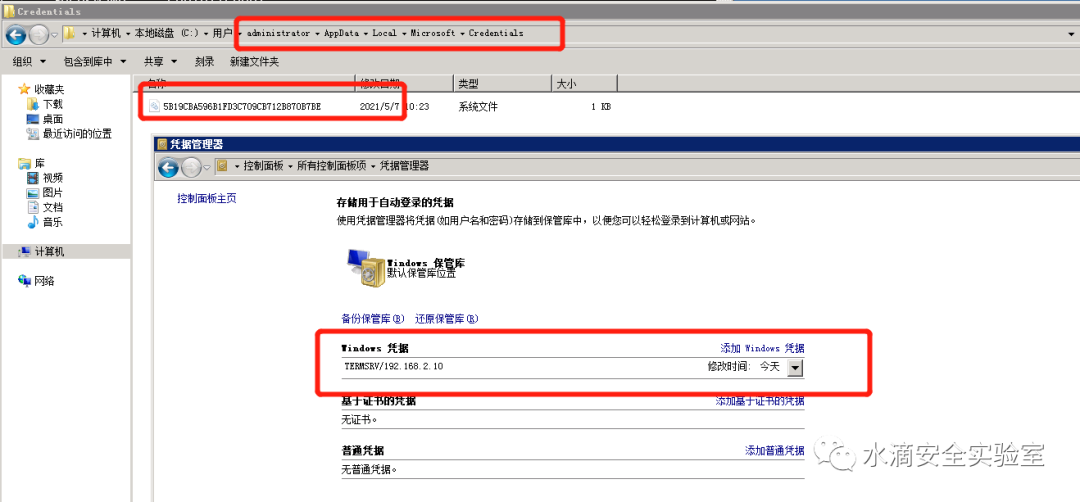 Credentials
计算机 本地磁盘 (C:) 用户 administrator AppData Local Microsoft Credentials
组织 包含到库中 共享 刻录 新建文件夹
名称 修改日期 类型 大小
5B19CBA596B1FD3C709CB712B870B7BE 2021/5/7 10:23 系统文件 1 KB
收藏夹
下载
桌面
最近访问的位置
库
视频
图片
文档
音乐
计算机
网络
凭据管理器
控制面板 所有控制面板项 凭据管理器
控制面板主页
存储用于自动登录的凭据
使用凭据管理器将凭据(如用户名和密码)存储到保管库中，以便您可以轻松登录到计算机或网站。
Windows 保管库
默认保管库位置
备份保管库(B) 还原保管库(R)
Windows 凭据 添加 Windows 凭据
TERMSRV/192.168.2.10 修改时间: 今天
基于证书的凭据 添加基于证书的凭据
无证书。
普通凭据 添加普通凭据
无普通凭据。
水滴安全实验室